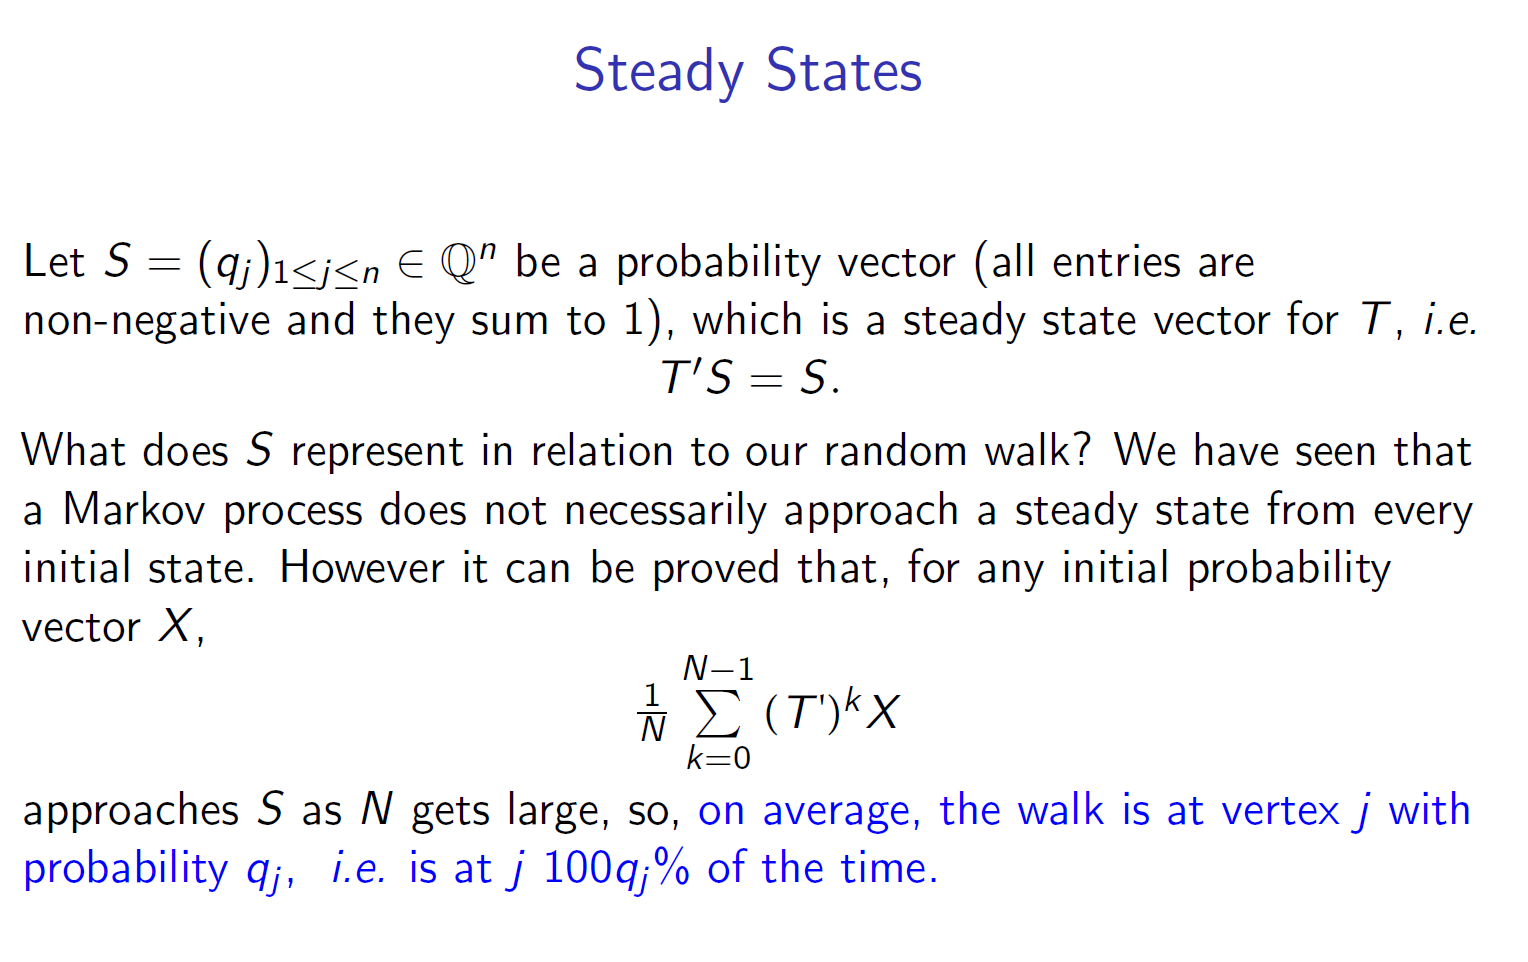 Steady States
Let S = (q_j)_{1≤j≤n} ∈ ℚ^n be a probability vector (all entries are
non-negative and they sum to 1), which is a steady state vector for T, i.e.
T′S = S.
What does S represent in relation to our random walk? We have seen that
a Markov process does not necessarily approach a steady state from every
initial state. However it can be proved that, for any initial probability
vector X,
\frac{1}{N} \sum_{k=0}^{N−1} (T')^k X
approaches S as N gets large, so, on average, the walk is at vertex j with
probability q_j, i.e. is at j 100q_j% of the time.